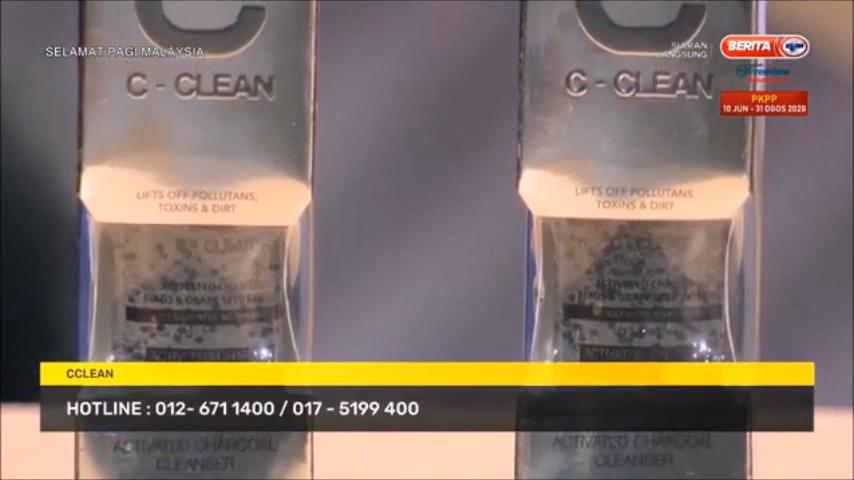 SELAMAT PAGI MALAYSIA
SIARAN
LANGSUNG
BERITA
Freeview
PKPP
10 JUN - 31 OGOS 2020
C - CLEAN
LIFTS OFF POLLUTANS,
TOXINS & DIRT
C - CLEAN
LIFTS OFF POLLUTANS,
TOXINS & DIRT
CCLEAN
HOTLINE : 012- 671 1400 / 017 - 5199 400
ACTIVATED CHARCOAL
CLEANSER
ACTIVATED CHARCOAL
CLEANSER